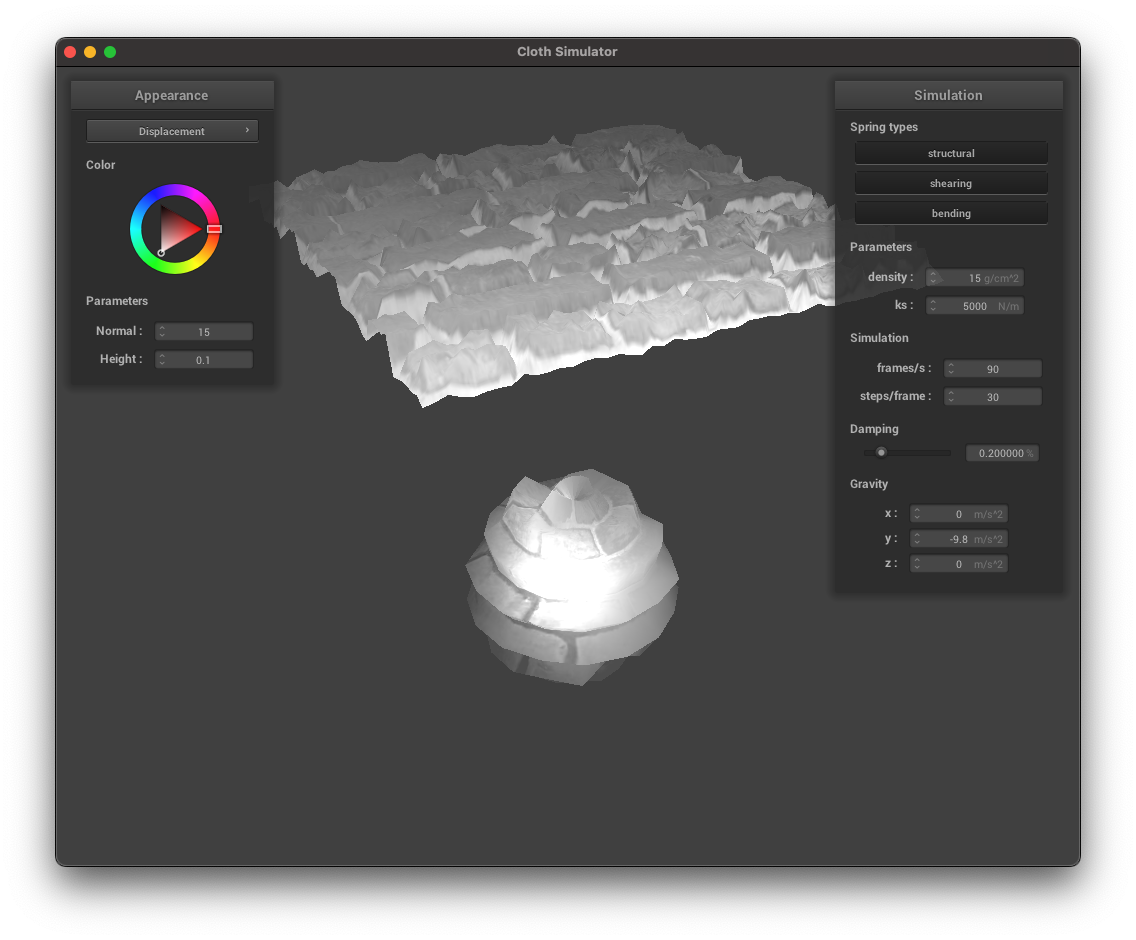 Cloth Simulator
Appearance
Displacement
Color
Parameters
Normal : 15
Height : 0.1
Simulation
Spring types
structural
shearing
bending
Parameters
density : 15 g/cm^2
ks : 5000 N/m
Simulation
frames/s : 90
steps/frame : 30
Damping
0.200000 %
Gravity
x : 0 m/s^2
y : -9.8 m/s^2
z : 0 m/s^2